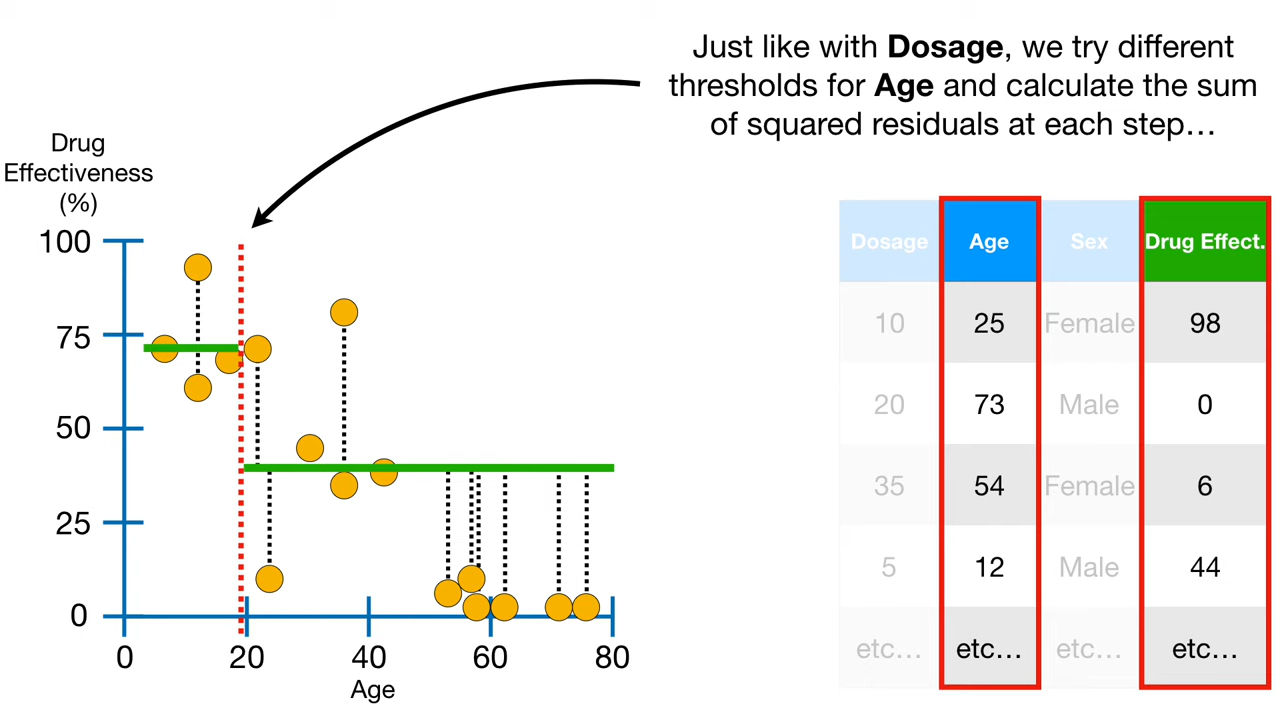 Just like with Dosage, we try different
thresholds for Age and calculate the sum
of squared residuals at each step…
Drug
Effectiveness
(%)
100
75
50
25
0
0 20 40 60 80
Age
Dosage Age Sex Drug Effect.
10 25 Female 98
20 73 Male 0
35 54 Female 6
5 12 Male 44
etc… etc… etc… etc…